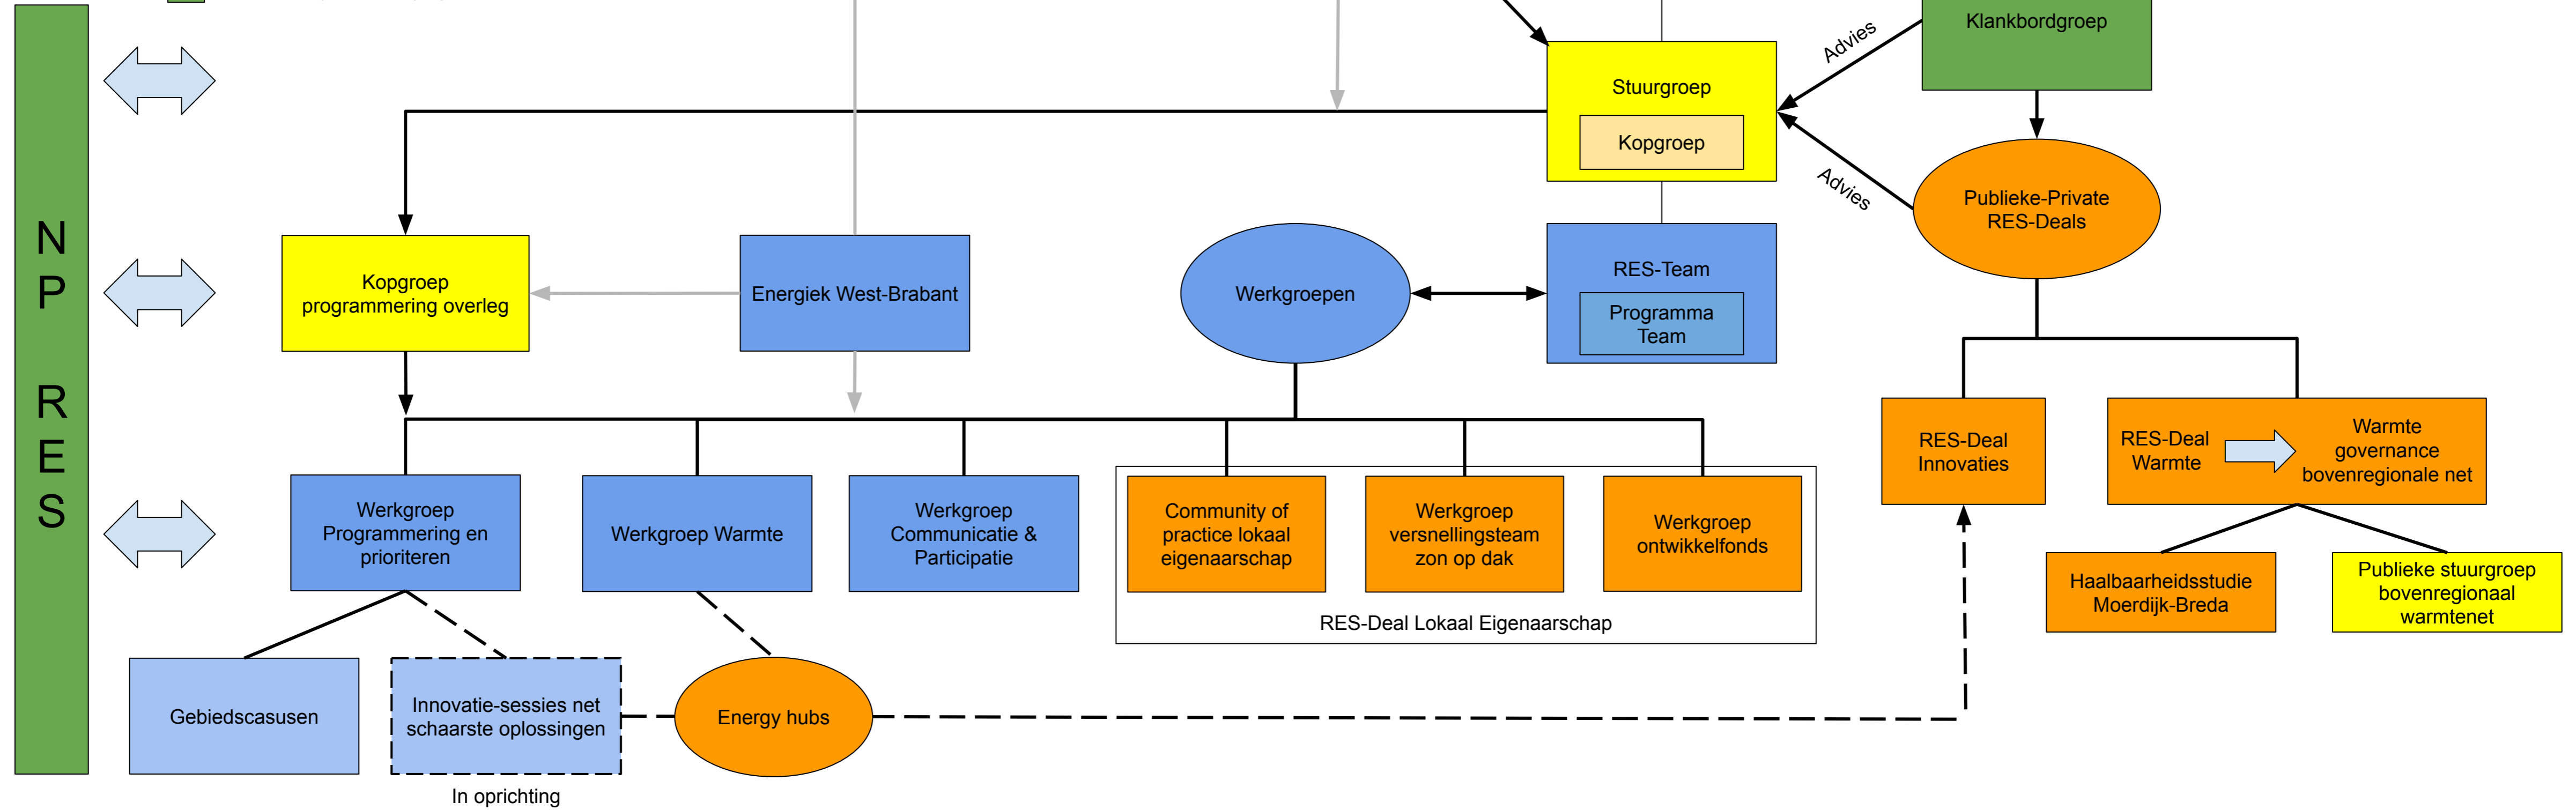 Klankbordgroep
Advies
Stuurgroep
Kopgroep
Advies
Publieke-Private
RES-Deals
N
P
R
E
S
Kopgroep
programmering overleg
Energiek West-Brabant
Werkgroepen
RES-Team
Programma
Team
RES-Deal
Innovaties
RES-Deal
Warmte
Warmte
governance
bovenregionale net
Werkgroep
Programmering en
prioriteren
Werkgroep Warmte
Werkgroep
Communicatie &
Participatie
Community of
practice lokaal
eigenaarschap
Werkgroep
versnellingsteam
zon op dak
Werkgroep
ontwikkelfonds
RES-Deal Lokaal Eigenaarschap
Haalbaarheidsstudie
Moerdijk-Breda
Publieke stuurgroep
bovenregionaal
warmtenet
Gebiedscasusen
Innovatie-sessies net
schaarste oplossingen
Energy hubs
In oprichting